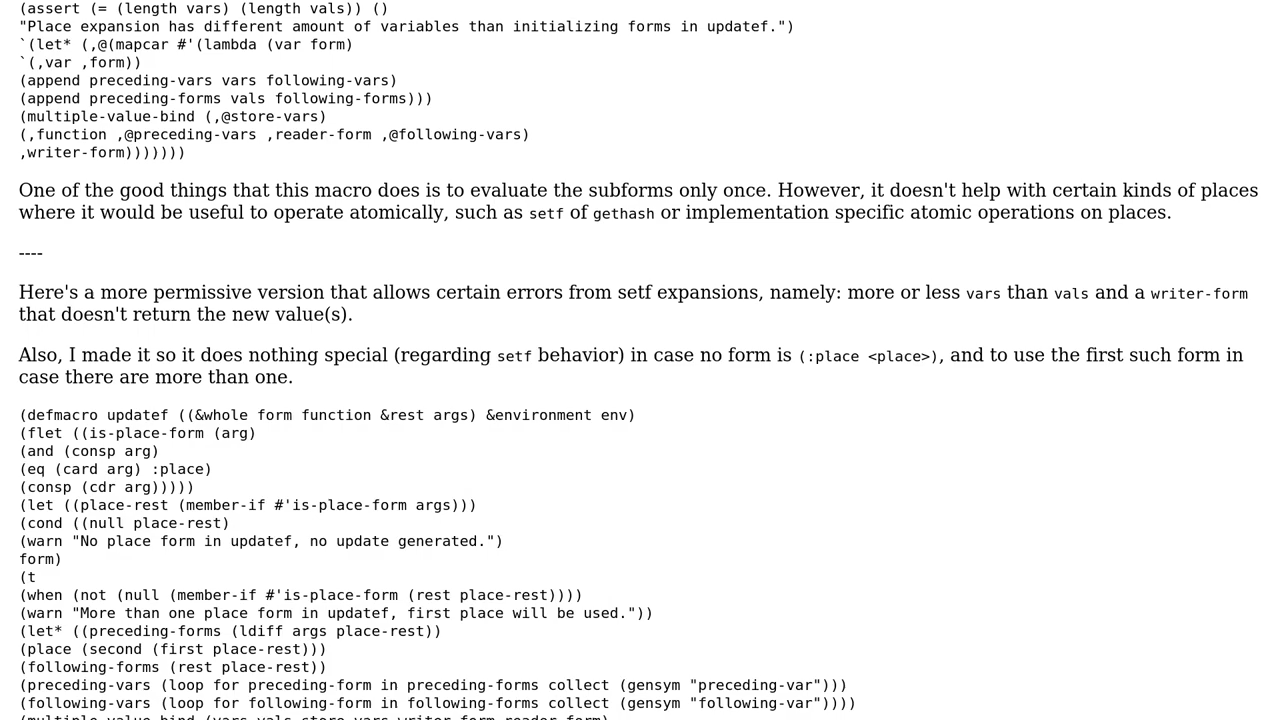 (assert (= (length vars) (length vals)) ()
"Place expansion has different amount of variables than initializing forms in updatef.")
`(let* (,@(mapcar #'(lambda (var form)
`(,var ,form))
(append preceding-vars vars following-vars)
(append preceding-forms vals following-forms)))
(multiple-value-bind (,@store-vars)
(,function ,@preceding-vars ,reader-form ,@following-vars)
,writer-form)))))))
One of the good things that this macro does is to evaluate the subforms only once. However, it doesn't help with certain kinds of places
where it would be useful to operate atomically, such as setf of gethash or implementation specific atomic operations on places.
----
Here's a more permissive version that allows certain errors from setf expansions, namely: more or less vars than vals and a writer-form
that doesn't return the new value(s).
Also, I made it so it does nothing special (regarding setf behavior) in case no form is (:place <place>), and to use the first such form in
case there are more than one.
(defmacro updatef ((&whole form function &rest args) &environment env)
(flet ((is-place-form (arg)
(and (consp arg)
(eq (card arg) :place)
(consp (cdr arg)))))
(let ((place-rest (member-if #'is-place-form args)))
(cond ((null place-rest)
(warn "No place form in updatef, no update generated.")
form)
(t
(when (not (null (member-if #'is-place-form (rest place-rest))))
(warn "More than one place form in updatef, first place will be used."))
(let* ((preceding-forms (ldiff args place-rest))
(place (second (first place-rest)))
(following-forms (rest place-rest))
(preceding-vars (loop for preceding-form in preceding-forms collect (gensym "preceding-var")))
(following-vars (loop for following-form in following-forms collect (gensym "following-var"))))
(multiple-value-bind (vars vals store-vars writer-form reader-form)